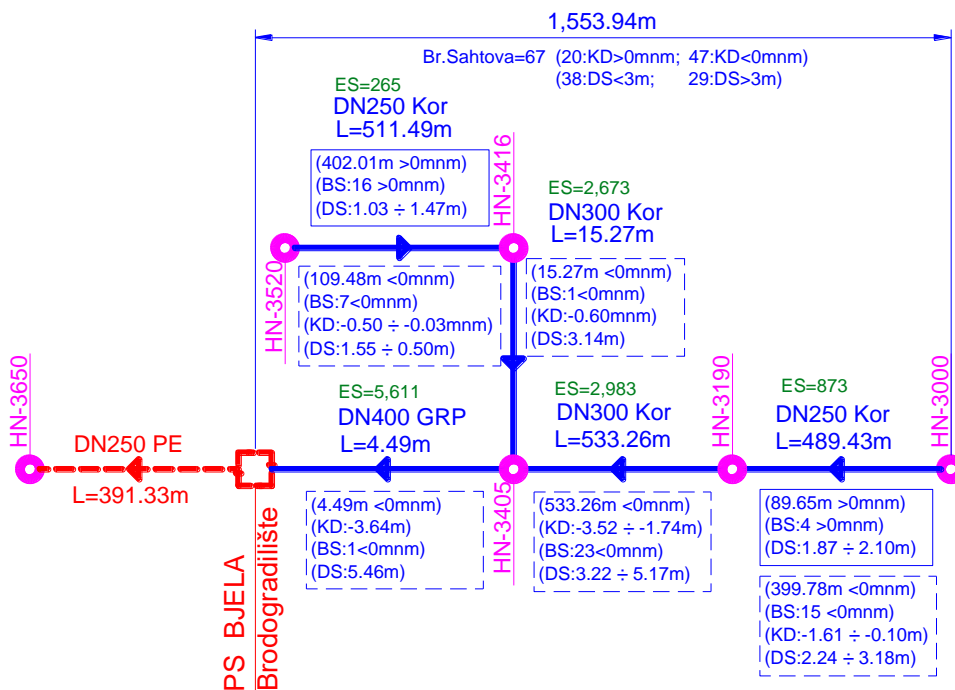 1,553.94m
Br.Sahtova=67 (20:KD>0mnm; 47:KD<0mnm)
(38:DS<3m; 29:DS>3m)
ES=265
DN250 Kor
L=511.49m
(402.01m >0mnm)
(BS:16 >0mnm)
(DS:1.03 ÷ 1.47m)
HN-3416
ES=2,673
DN300 Kor
L=15.27m
HN-3520
(109.48m <0mnm)
(BS:7<0mnm)
(KD:-0.50 ÷ -0.03mnm)
(DS:1.55 ÷ 0.50m)
(15.27m <0mnm)
(BS:1<0mnm)
(KD:-0.60mnm)
(DS:3.14m)
HN-3650
DN250 PE
L=391.33m
PS BJELA
Brodogradilište
ES=5,611
DN400 GRP
L=4.49m
(4.49m <0mnm)
(KD:-3.64m)
(BS:1<0mnm)
(DS:5.46m)
HN-3405
ES=2,983
DN300 Kor
L=533.26m
(533.26m <0mnm)
(KD:-3.52 ÷ -1.74m)
(BS:23<0mnm)
(DS:3.22 ÷ 5.17m)
HN-3190
ES=873
DN250 Kor
L=489.43m
HN-3000
(89.65m >0mnm)
(BS:4 >0mnm)
(DS:1.87 ÷ 2.10m)
(399.78m <0mnm)
(BS:15 <0mnm)
(KD:-1.61 ÷ -0.10m)
(DS:2.24 ÷ 3.18m)